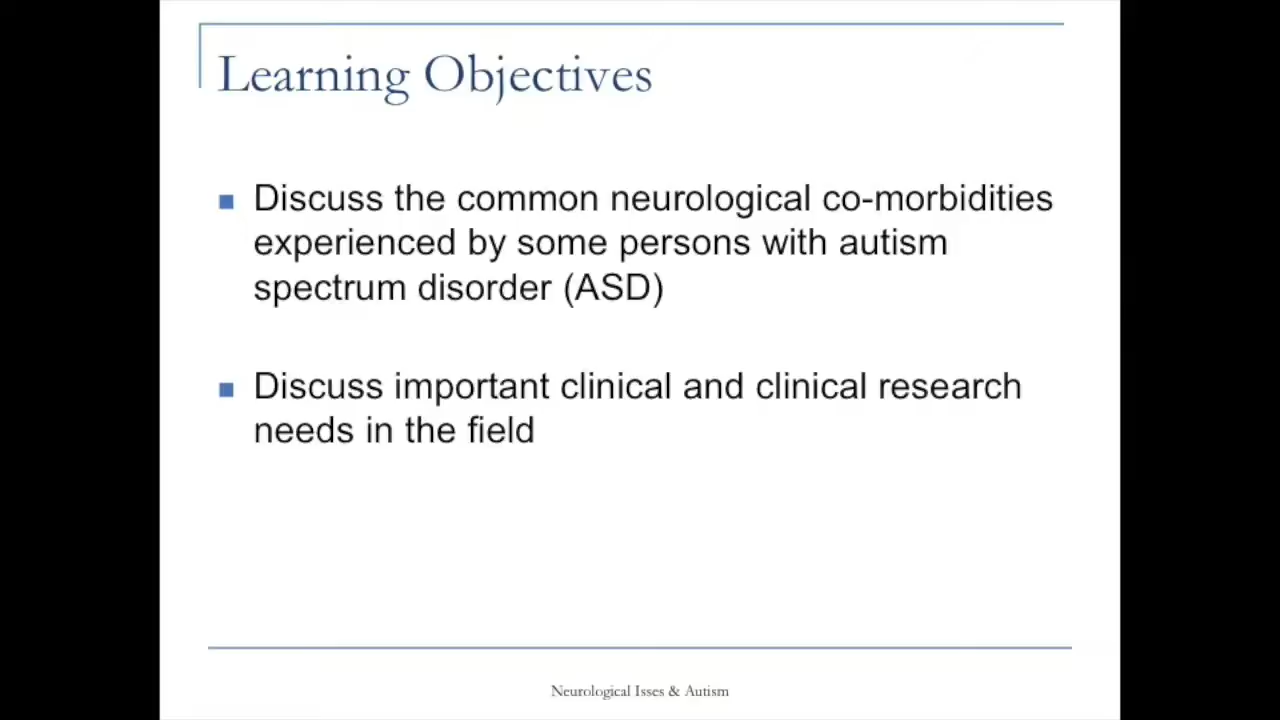 Learning Objectives
Discuss the common neurological co-morbidities
experienced by some persons with autism
spectrum disorder (ASD)
Discuss important clinical and clinical research
needs in the field
Neurological Isses & Autism